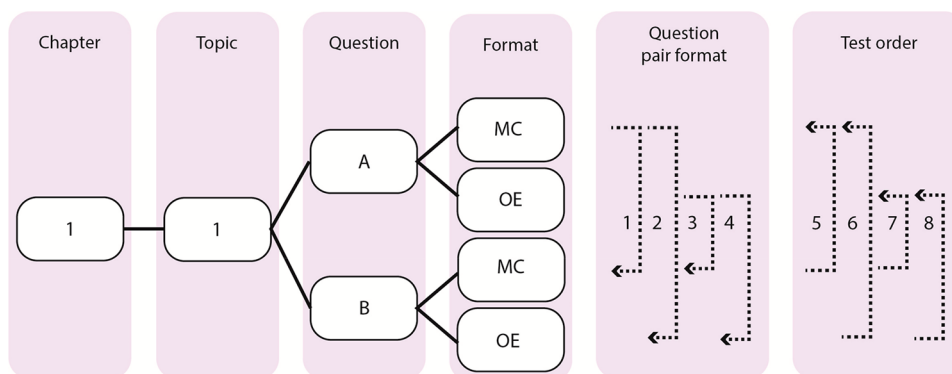 Chapter
Topic
Question
Format
Question
pair format
Test order
1
1
A
B
MC
OE
MC
OE
1 2 3 4
5 6 7 8